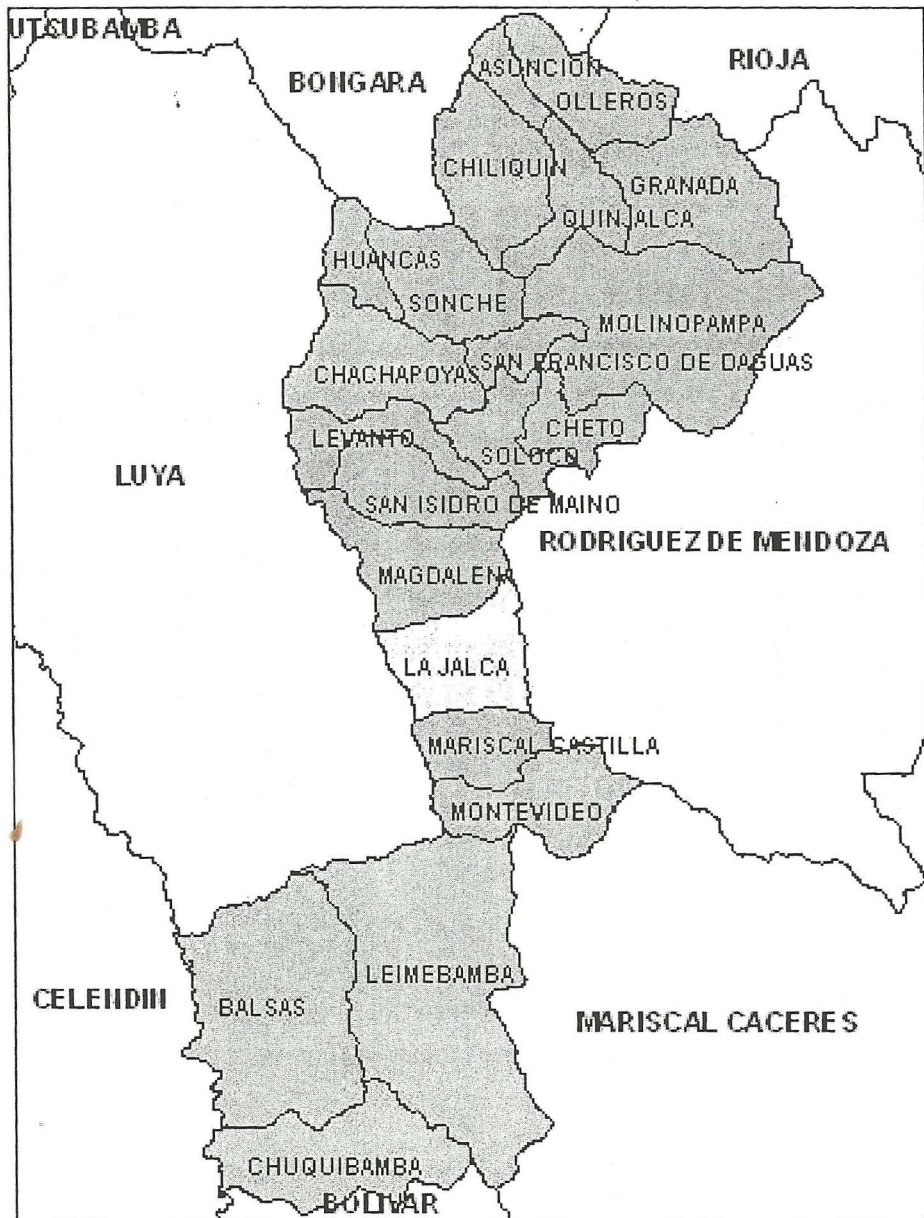 UTCUBAMBA
BONGARA
RIOJA
ASUNCION
OLLEROS
CHILIQUIN
GRANADA
QUINJALCA
HUANCAS
SONCHE
MOLINOPAMPA
SAN FRANCISCO DE DAGUAS
CHACHAPOYAS
CHETO
LEVANTO
SOLOCO
LUYA
SAN ISIDRO DE MAINO
RODRIGUEZ DE MENDOZA
MAGDALENA
LA JALCA
MARISCAL CASTILLA
MONTEVIDEO
LEIMEBAMBA
CELENDIN
BALSAS
MARISCAL CACERES
CHUQUIBAMBA
BOLIVAR